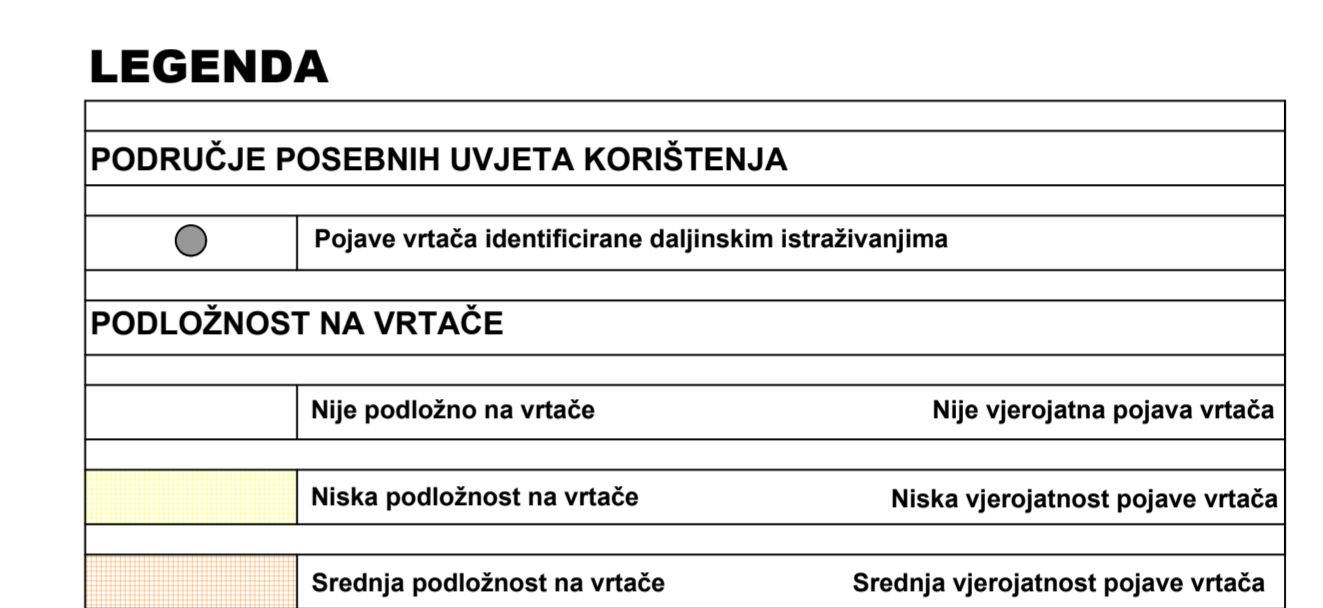 LEGENDA
PODRUČJE POSEBNIH UVJETA KORIŠTENJA
Pojave vrtača identificirane daljinskim istraživanjima
PODLOŽNOST NA VRTAČE
Nije podložno na vrtače Nije vjerojatna pojava vrtača
Niska podložnost na vrtače Niska vjerojatnost pojave vrtača
Srednja podložnost na vrtače Srednja vjerojatnost pojave vrtača